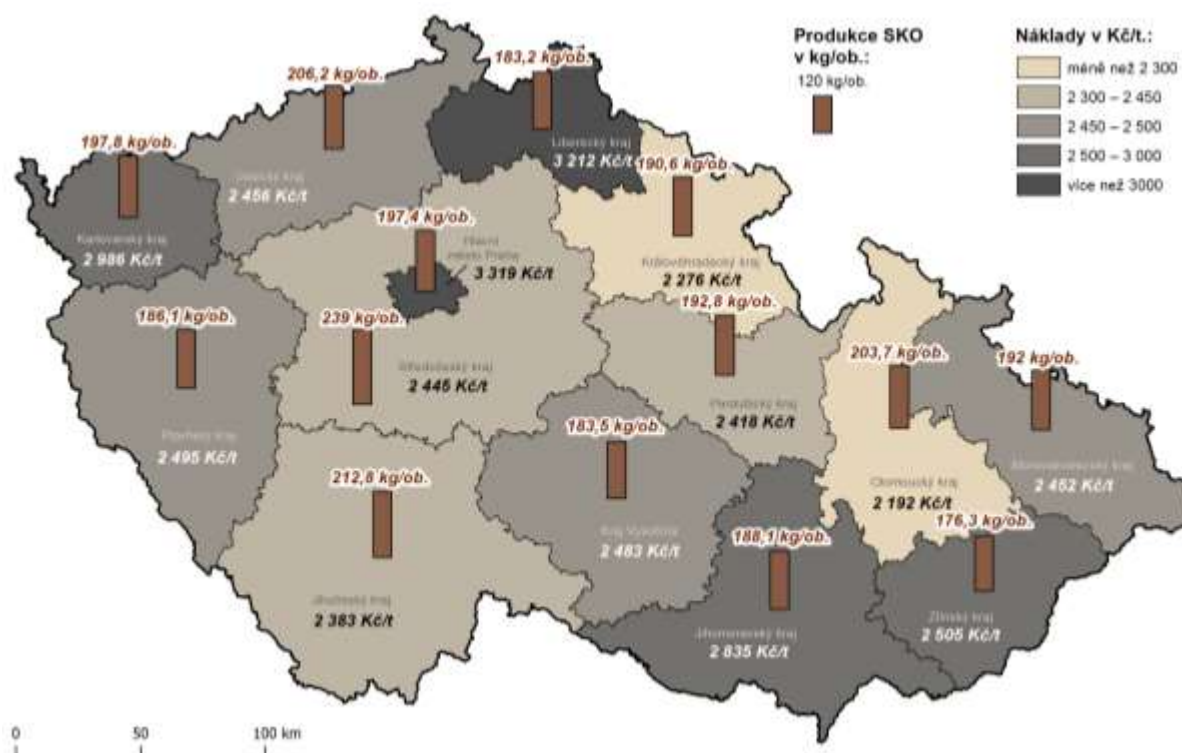 Produkce SKO
v kg/ob.:
120 kg/ob.
Náklady v Kč/t.:
méně než 2 300
2 300 – 2 450
2 450 – 2 500
2 500 – 3 000
více než 3000
183,2 kg/ob.
Liberecký kraj
3 212 Kč/t
206,2 kg/ob.
Ústecký kraj
2 456 Kč/t
197,8 kg/ob.
Karlovarský kraj
2 986 Kč/t
190,6 kg/ob.
Královéhradecký kraj
2 276 Kč/t
197,4 kg/ob.
Hlavní
město Praha
3 319 Kč/t
186,1 kg/ob.
Plzeňský kraj
2 495 Kč/t
239 kg/ob.
Středočeský kraj
2 445 Kč/t
192,8 kg/ob.
Pardubický kraj
2 418 Kč/t
203,7 kg/ob.
Olomoucký kraj
2 192 Kč/t
192 kg/ob.
Moravskoslezský kraj
2 452 Kč/t
183,5 kg/ob.
Kraj Vysočina
2 483 Kč/t
212,8 kg/ob.
Jihočeský kraj
2 383 Kč/t
188,1 kg/ob.
Jihomoravský kraj
2 835 Kč/t
176,3 kg/ob.
Zlínský kraj
2 505 Kč/t
0 50 100 km